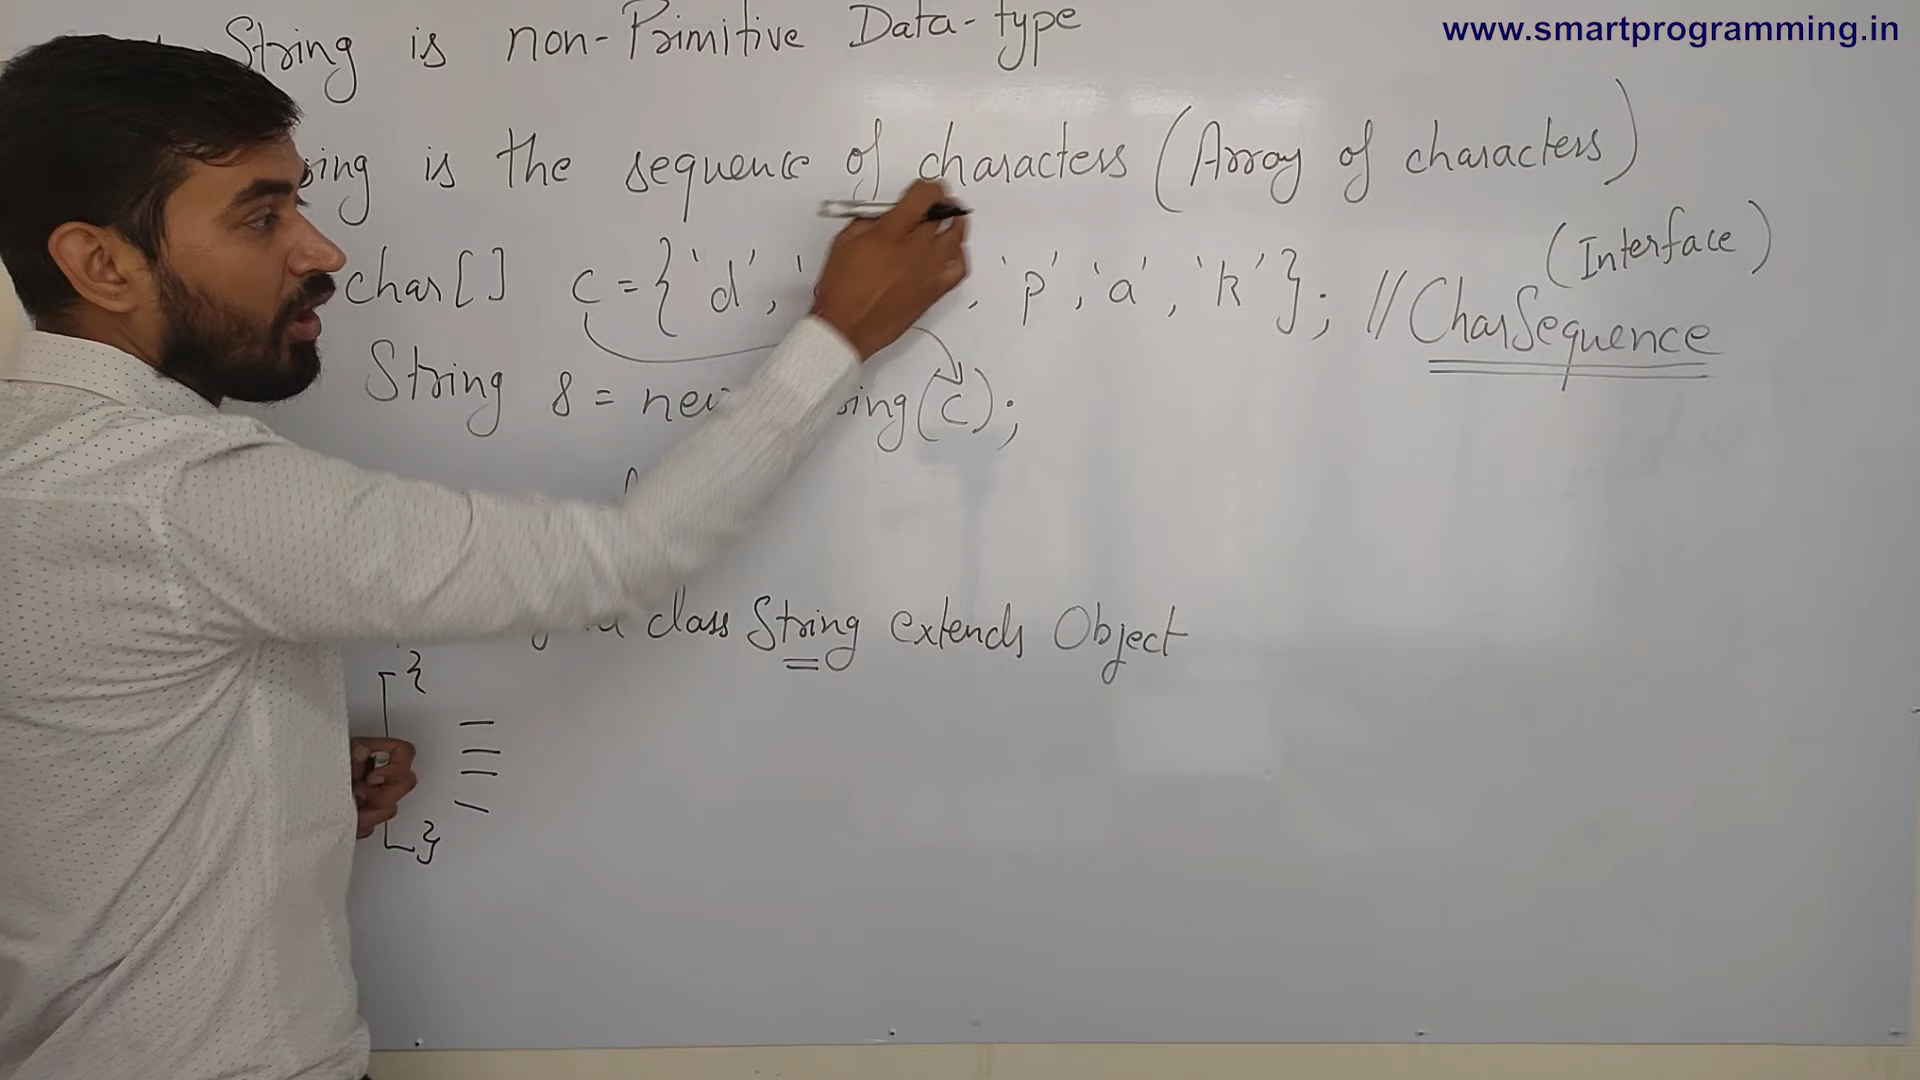 www.smartprogramming.in
String is non-Primitive Data-type
is the sequence of characters (Array of characters)
(Interface)
char[] c={'d', 'p','a','k'}; //CharSequence
String s = new (c);
class String extends Object
{
}